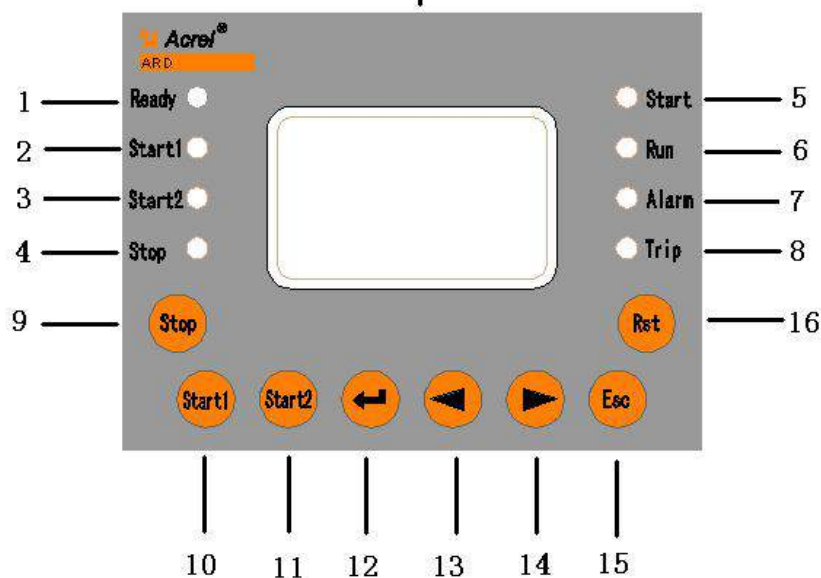 Acrel®
ARD
1 Ready Start 5
2 Start1 Run 6
3 Start2 Alarm 7
4 Stop Trip 8
9 Stop Rst 16
Start1 Start2 Esc
10 11 12 13 14 15